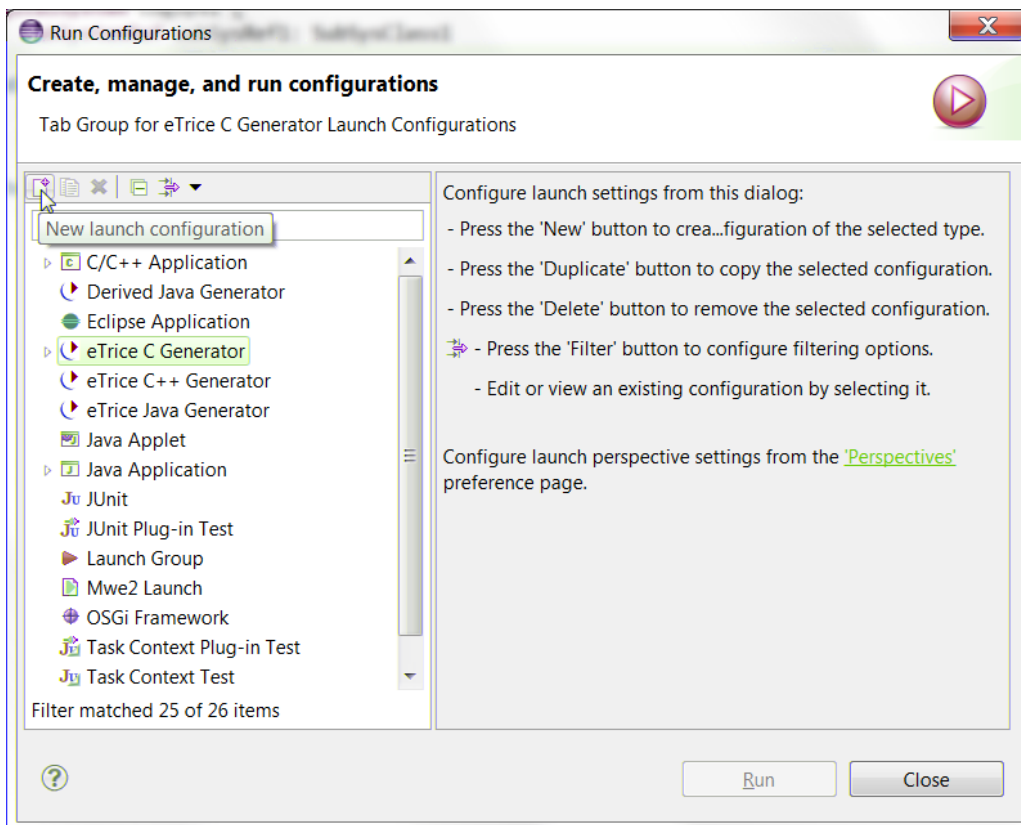 Run Configurations
Create, manage, and run configurations
Tab Group for eTrice C Generator Launch Configurations
New launch configuration
C/C++ Application
Derived Java Generator
Eclipse Application
eTrice C Generator
eTrice C++ Generator
eTrice Java Generator
Java Applet
Java Application
JUnit
JUnit Plug-in Test
Launch Group
Mwe2 Launch
OSGi Framework
Task Context Plug-in Test
Task Context Test
Filter matched 25 of 26 items
Configure launch settings from this dialog:
- Press the 'New' button to crea...figuration of the selected type.
- Press the 'Duplicate' button to copy the selected configuration.
- Press the 'Delete' button to remove the selected configuration.
- Press the 'Filter' button to configure filtering options.
- Edit or view an existing configuration by selecting it.
Configure launch perspective settings from the 'Perspectives'
preference page.
Run
Close